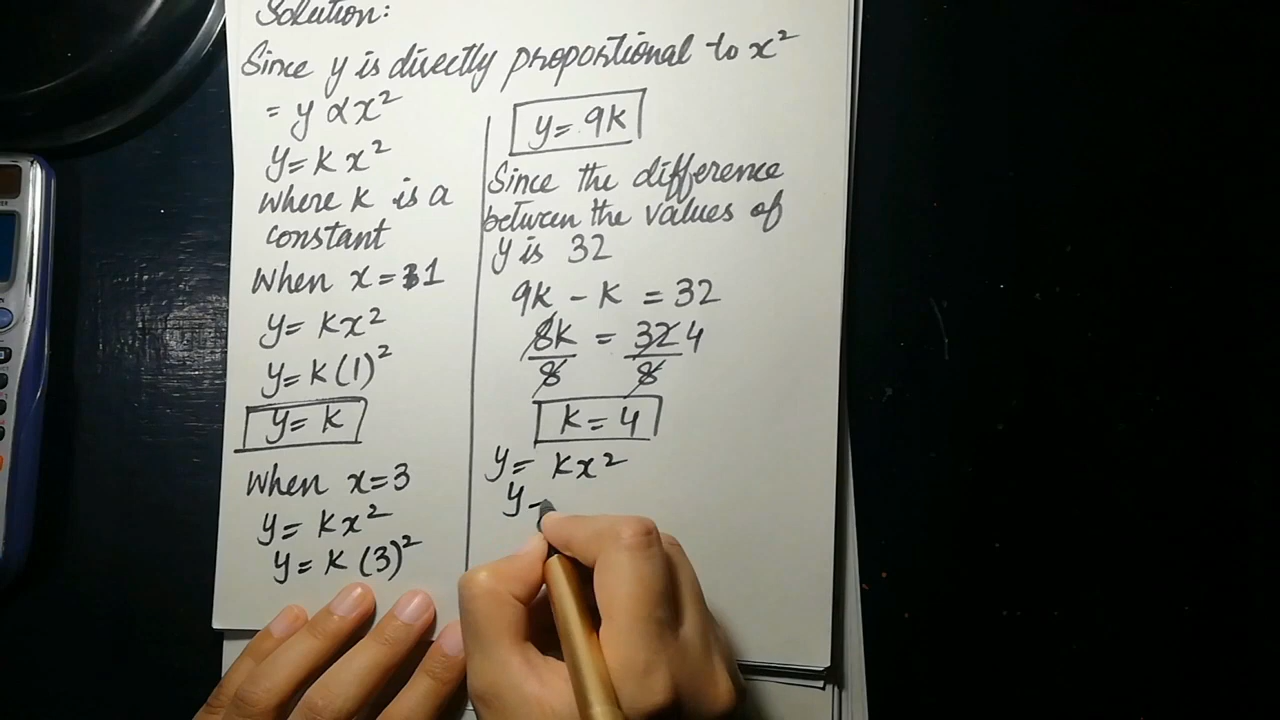 Solution:
Since y is directly proportional to x²
= y ∝ x²
y = k x²
where k is a
constant
When x = 1
y = kx²
y = k(1)²
y = k
When x = 3
y = kx²
y = k(3)²
y = 9k
Since the difference
between the values of
y is 32
9k - k = 32
8k = 32 4
8 8
k = 4
y = kx²
y =